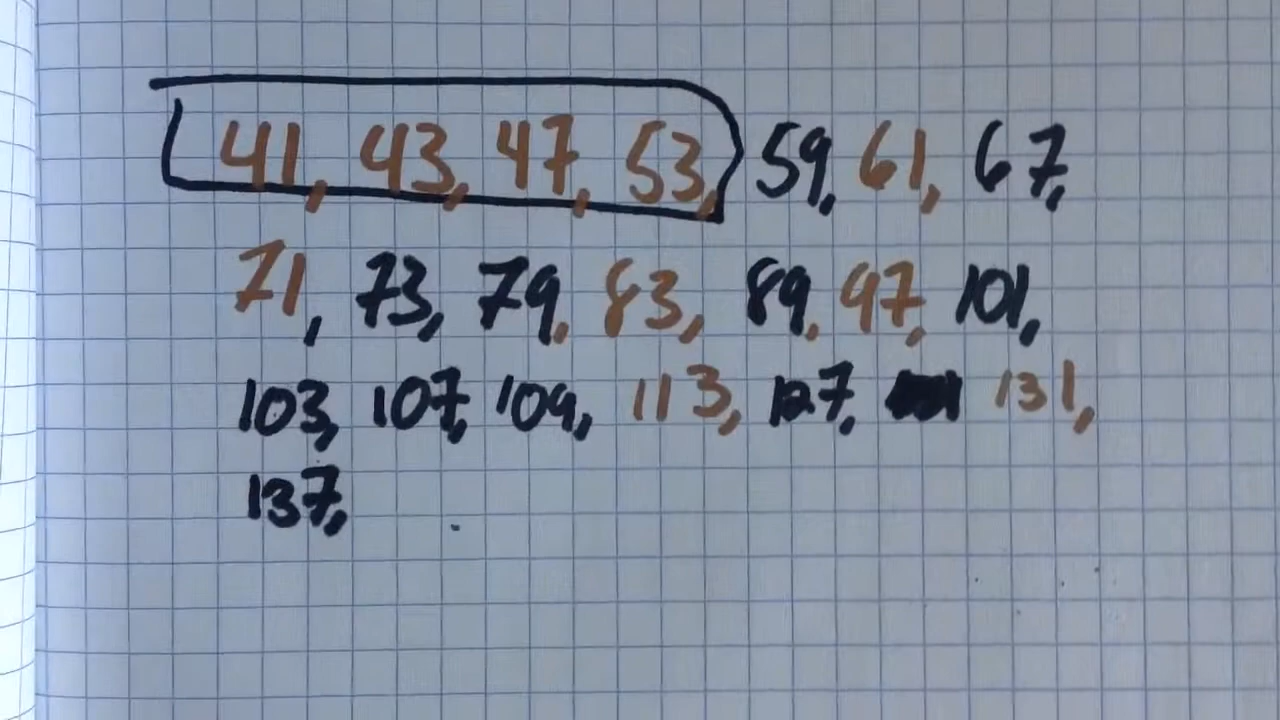 41, 43, 47, 53, 59, 61, 67,
71, 73, 79, 83, 89, 97, 101,
103, 107, 109, 113, 127, 131,
137,